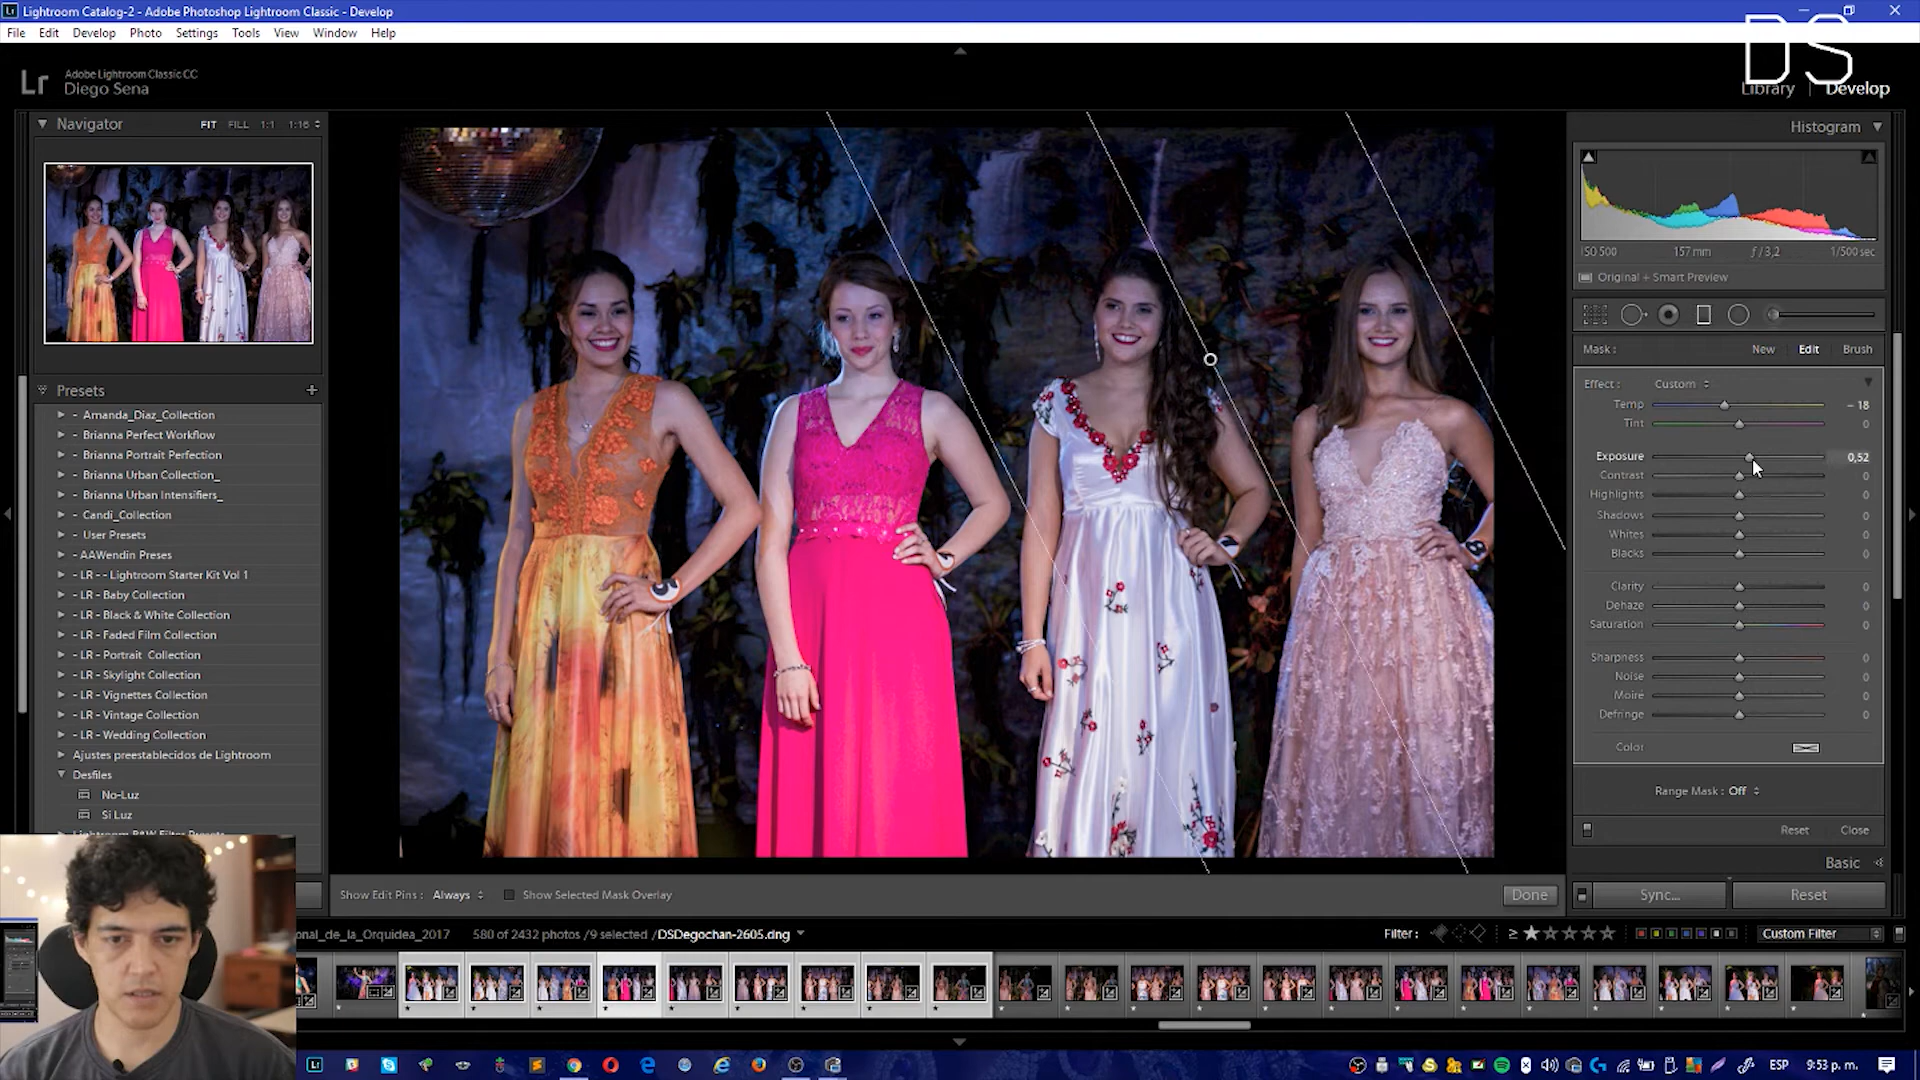 Lightroom Catalog-2 - Adobe Photoshop Lightroom Classic - Develop
File Edit Develop Photo Settings Tools View Window Help
DS
Lr Adobe Lightroom Classic CC
Diego Sena
Library | Develop
Navigator FIT FILL 1:1 1:16
Histogram
ISO 500 157 mm ƒ / 3,2 1/500 sec
Original + Smart Preview
Mask : New Edit Brush
Effect : Custom
Temp - 18
Tint 0
Exposure 0,52
Contrast 0
Highlights 0
Shadows 0
Whites 0
Blacks 0
Clarity 0
Dehaze 0
Saturation 0
Sharpness 0
Noise 0
Moiré 0
Defringe 0
Color
Range Mask : Off
Reset Close
Basic
Sync... Reset
Presets +
- Amanda_Diaz_Collection
- Brianna Perfect Workflow
- Brianna Portrait Perfection
- Brianna Urban Collection_
- Brianna Urban Intensifiers_
- Candi_Collection
- User Presets
- AAWendin Preses
- LR - - Lightroom Starter Kit Vol 1
- LR - Baby Collection
- LR - Black & White Collection
- LR - Faded Film Collection
- LR - Portrait Collection
- LR - Skylight Collection
- LR - Vignettes Collection
- LR - Vintage Collection
- LR - Wedding Collection
Ajustes preestablecidos de Lightroom
Desfiles
No-Luz
Si Luz
Lightroom B&W Filter Presets
Show Edit Pins : Always Show Selected Mask Overlay Done
onal_de_la_Orquidea_2017 580 of 2432 photos /9 selected /DSDegochan-2605.dng Filter : ≥ Custom Filter
ESP 9:53 p. m.